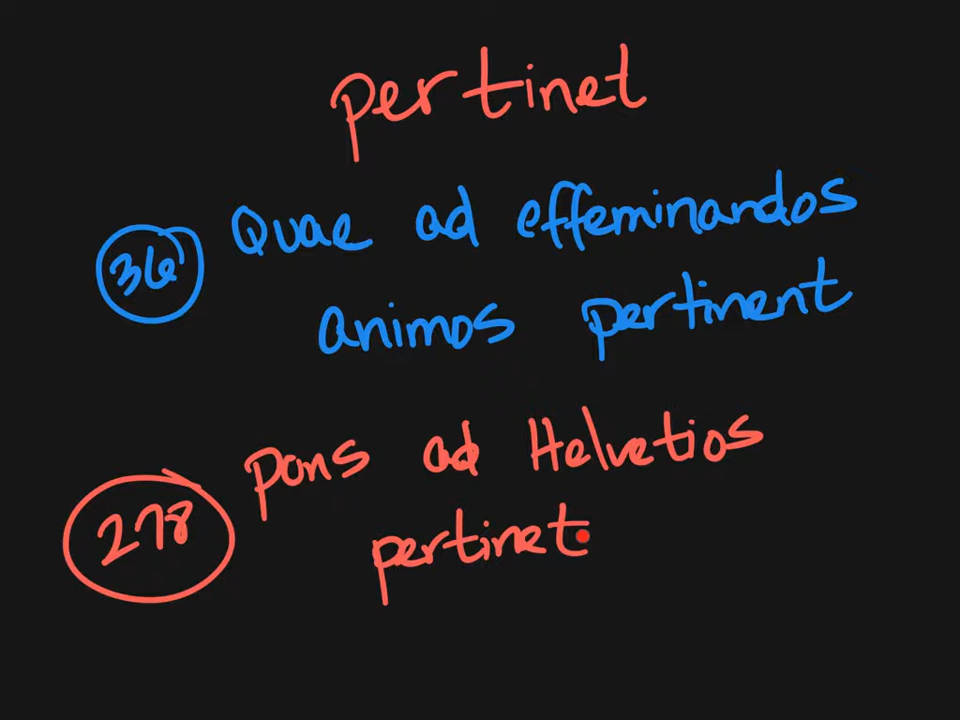 pertinet
36 Quae ad effeminandos
animos pertinent
278 Pons ad Helvetios
pertinet